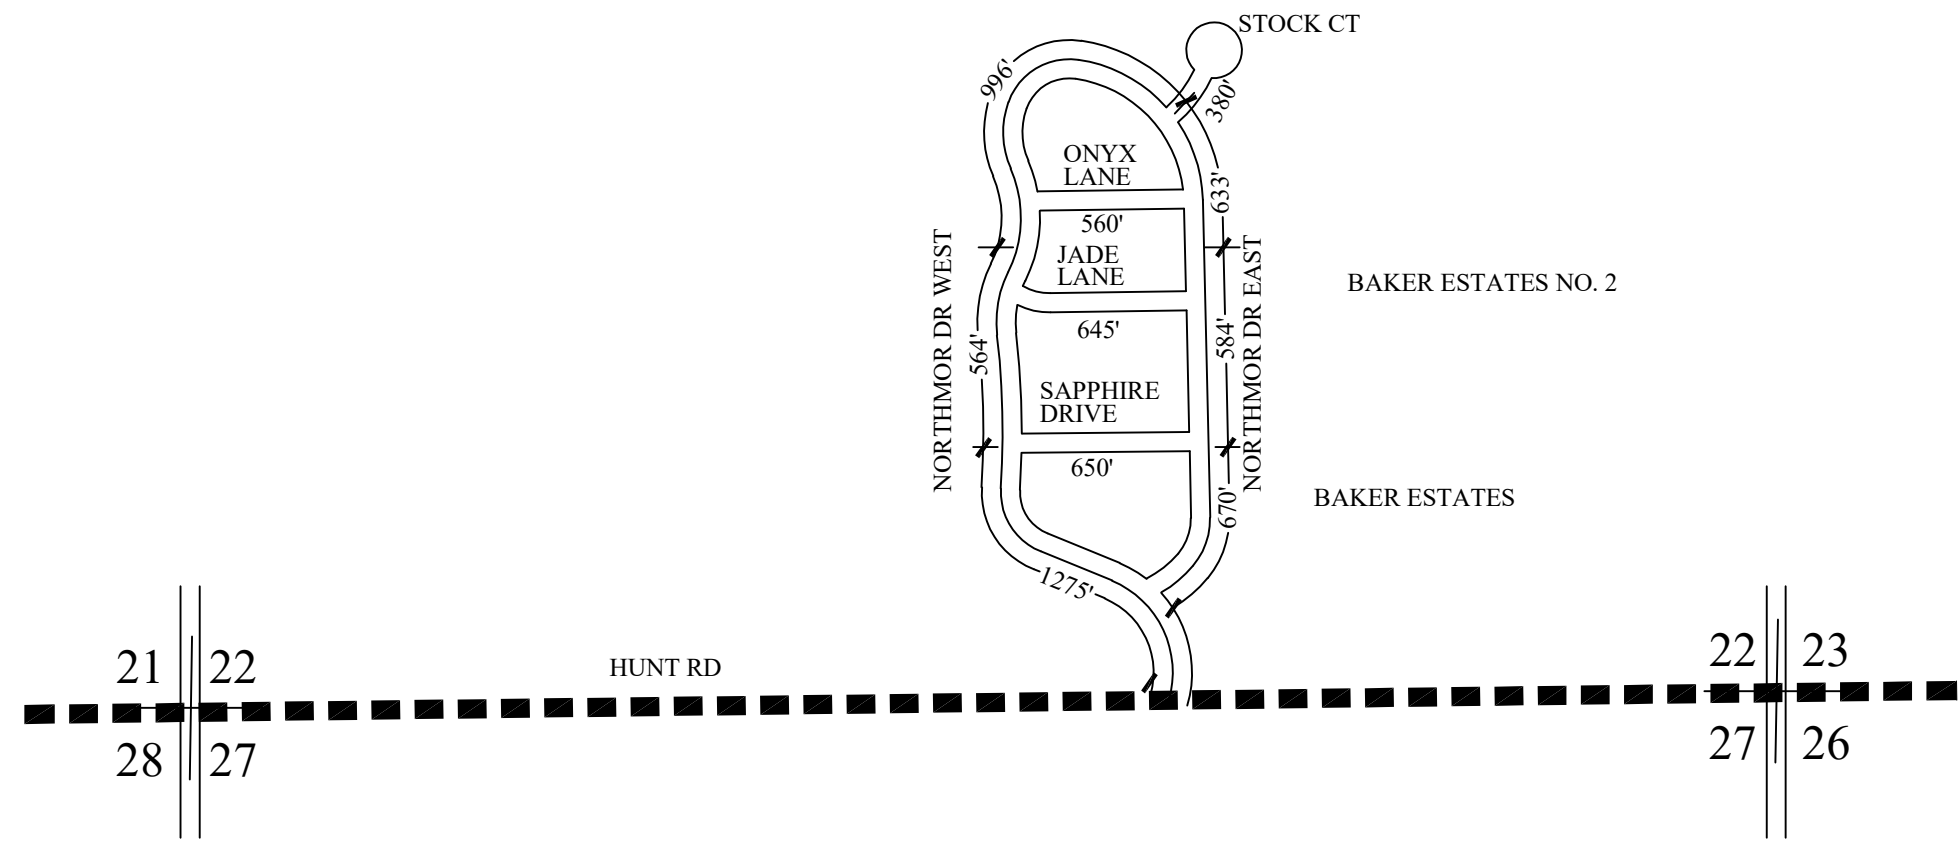 STOCK CT
996'
380'
ONYX
LANE
633'
560'
JADE
LANE
NORTHMOR DR WEST
NORTHMOR DR EAST
BAKER ESTATES NO. 2
645'
564'
584'
SAPPHIRE
DRIVE
650'
670'
BAKER ESTATES
1275'
21 22
HUNT RD
22 23
28 27
27 26